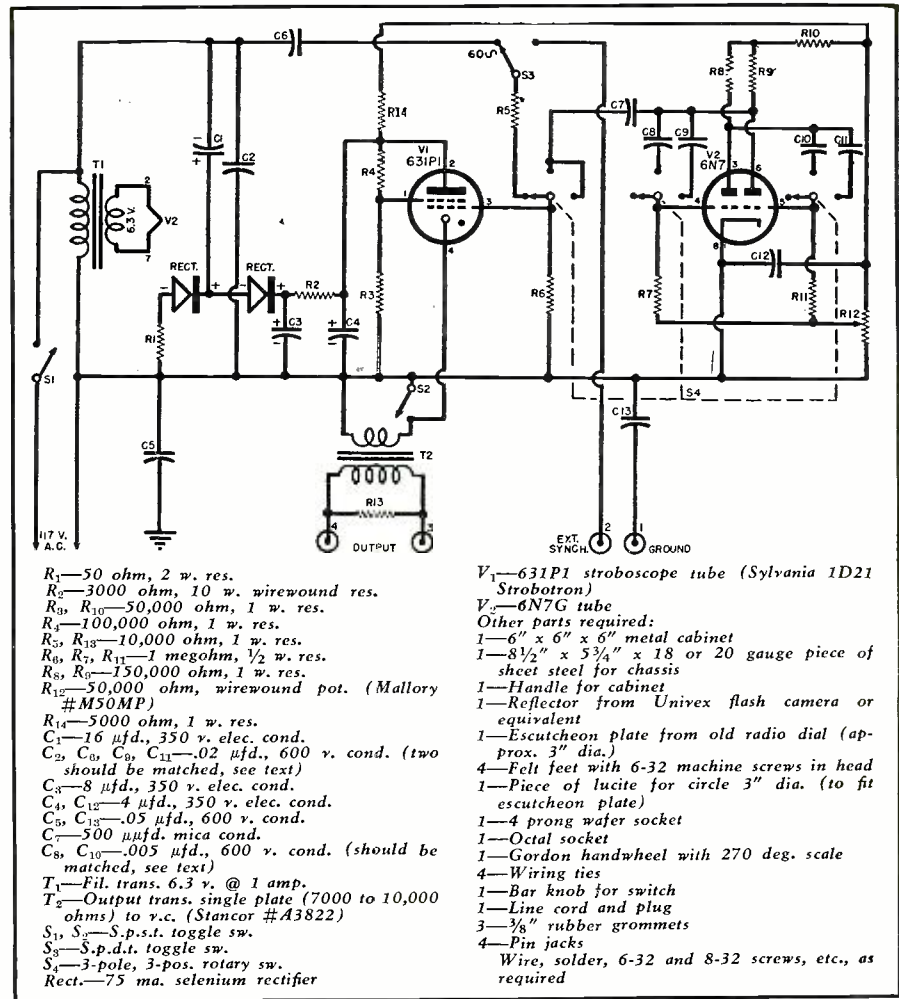 C6
60~
S3
R5
R10
R8
R9
R14
C7
C8
C9
C10
C11
C1
C2
V1
631P1
2
R4
1
3
4
V2
6N7
3
6
4
5
8
T1
6.3 V.
2
7
V2
RECT.
RECT.
R1
R2
C3
C4
R3
R6
R7
C12
R11
R12
S1
S2
S4
C5
C13
T2
R13
4
3
OUTPUT
117 V.
A.C.
EXT.
SYNCH.
2
1
GROUND
R1—50 ohm, 2 w. res.
R2—3000 ohm, 10 w. wirewound res.
R3, R10—50,000 ohm, 1 w. res.
R4—100,000 ohm, 1 w. res.
R5, R13—10,000 ohm, 1 w. res.
R6, R7, R11—1 megohm, ½ w. res.
R8, R9—150,000 ohm, 1 w. res.
R12—50,000 ohm, wirewound pot. (Mallory
#M50MP)
R14—5000 ohm, 1 w. res.
C1—16 µfd., 350 v. elec. cond.
C2, C6, C9, C11—.02 µfd., 600 v. cond. (two
should be matched, see text)
C3—8 µfd., 350 v. elec. cond.
C4, C12—4 µfd., 350 v. elec. cond.
C5, C13—.05 µfd., 600 v. cond.
C7—500 µµfd. mica cond.
C8, C10—.005 µfd., 600 v. cond. (should be
matched, see text)
T1—Fil. trans. 6.3 v. @ 1 amp.
T2—Output trans. single plate (7000 to 10,000
ohms) to v.c. (Stancor #A3822)
S1, S2—S.p.s.t. toggle sw.
S3—S.p.d.t. toggle sw.
S4—3-pole, 3-pos. rotary sw.
Rect.—75 ma. selenium rectifier
V1—631P1 stroboscope tube (Sylvania 1D21
Strobotron)
V2—6N7G tube
Other parts required:
1—6" x 6" x 6" metal cabinet
1—8½" x 5¾" x 18 or 20 gauge piece of
sheet steel for chassis
1—Handle for cabinet
1—Reflector from Univex flash camera or
equivalent
1—Escutcheon plate from old radio dial (ap-
prox. 3" dia.)
4—Felt feet with 6-32 machine screws in head
1—Piece of lucite for circle 3" dia. (to fit
escutcheon plate)
1—4 prong wafer socket
1—Octal socket
1—Gordon handwheel with 270 deg. scale
4—Wiring ties
1—Bar knob for switch
1—Line cord and plug
3—⅜" rubber grommets
4—Pin jacks
Wire, solder, 6-32 and 8-32 screws, etc., as
required